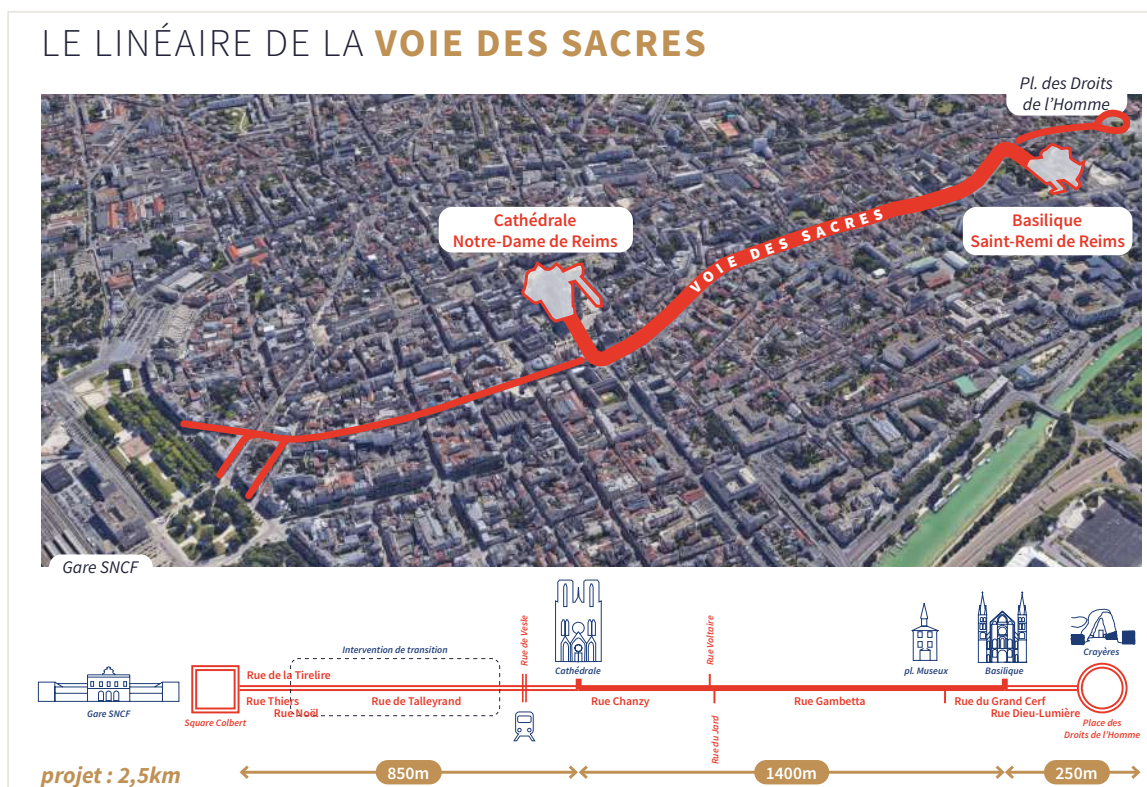 LE LINÉAIRE DE LA VOIE DES SACRES
Pl. des Droits
de l'Homme
Cathédrale
Notre-Dame de Reims
VOIE DES SACRES
Basilique
Saint-Remi de Reims
Gare SNCF
Intervention de transition
Rue de Vesle
Rue Voltaire
Cathédrale
pl. Museux
Basilique
Crayères
Rue de la Tirelire
Rue Thiers
Rue Noël
Rue de Talleyrand
Rue Chanzy
Rue Gambetta
Rue du Grand Cerf
Rue Dieu-Lumière
Gare SNCF
Square Colbert
Rue du Jard
Place des
Droits de l'Homme
projet : 2,5km
850m
1400m
250m